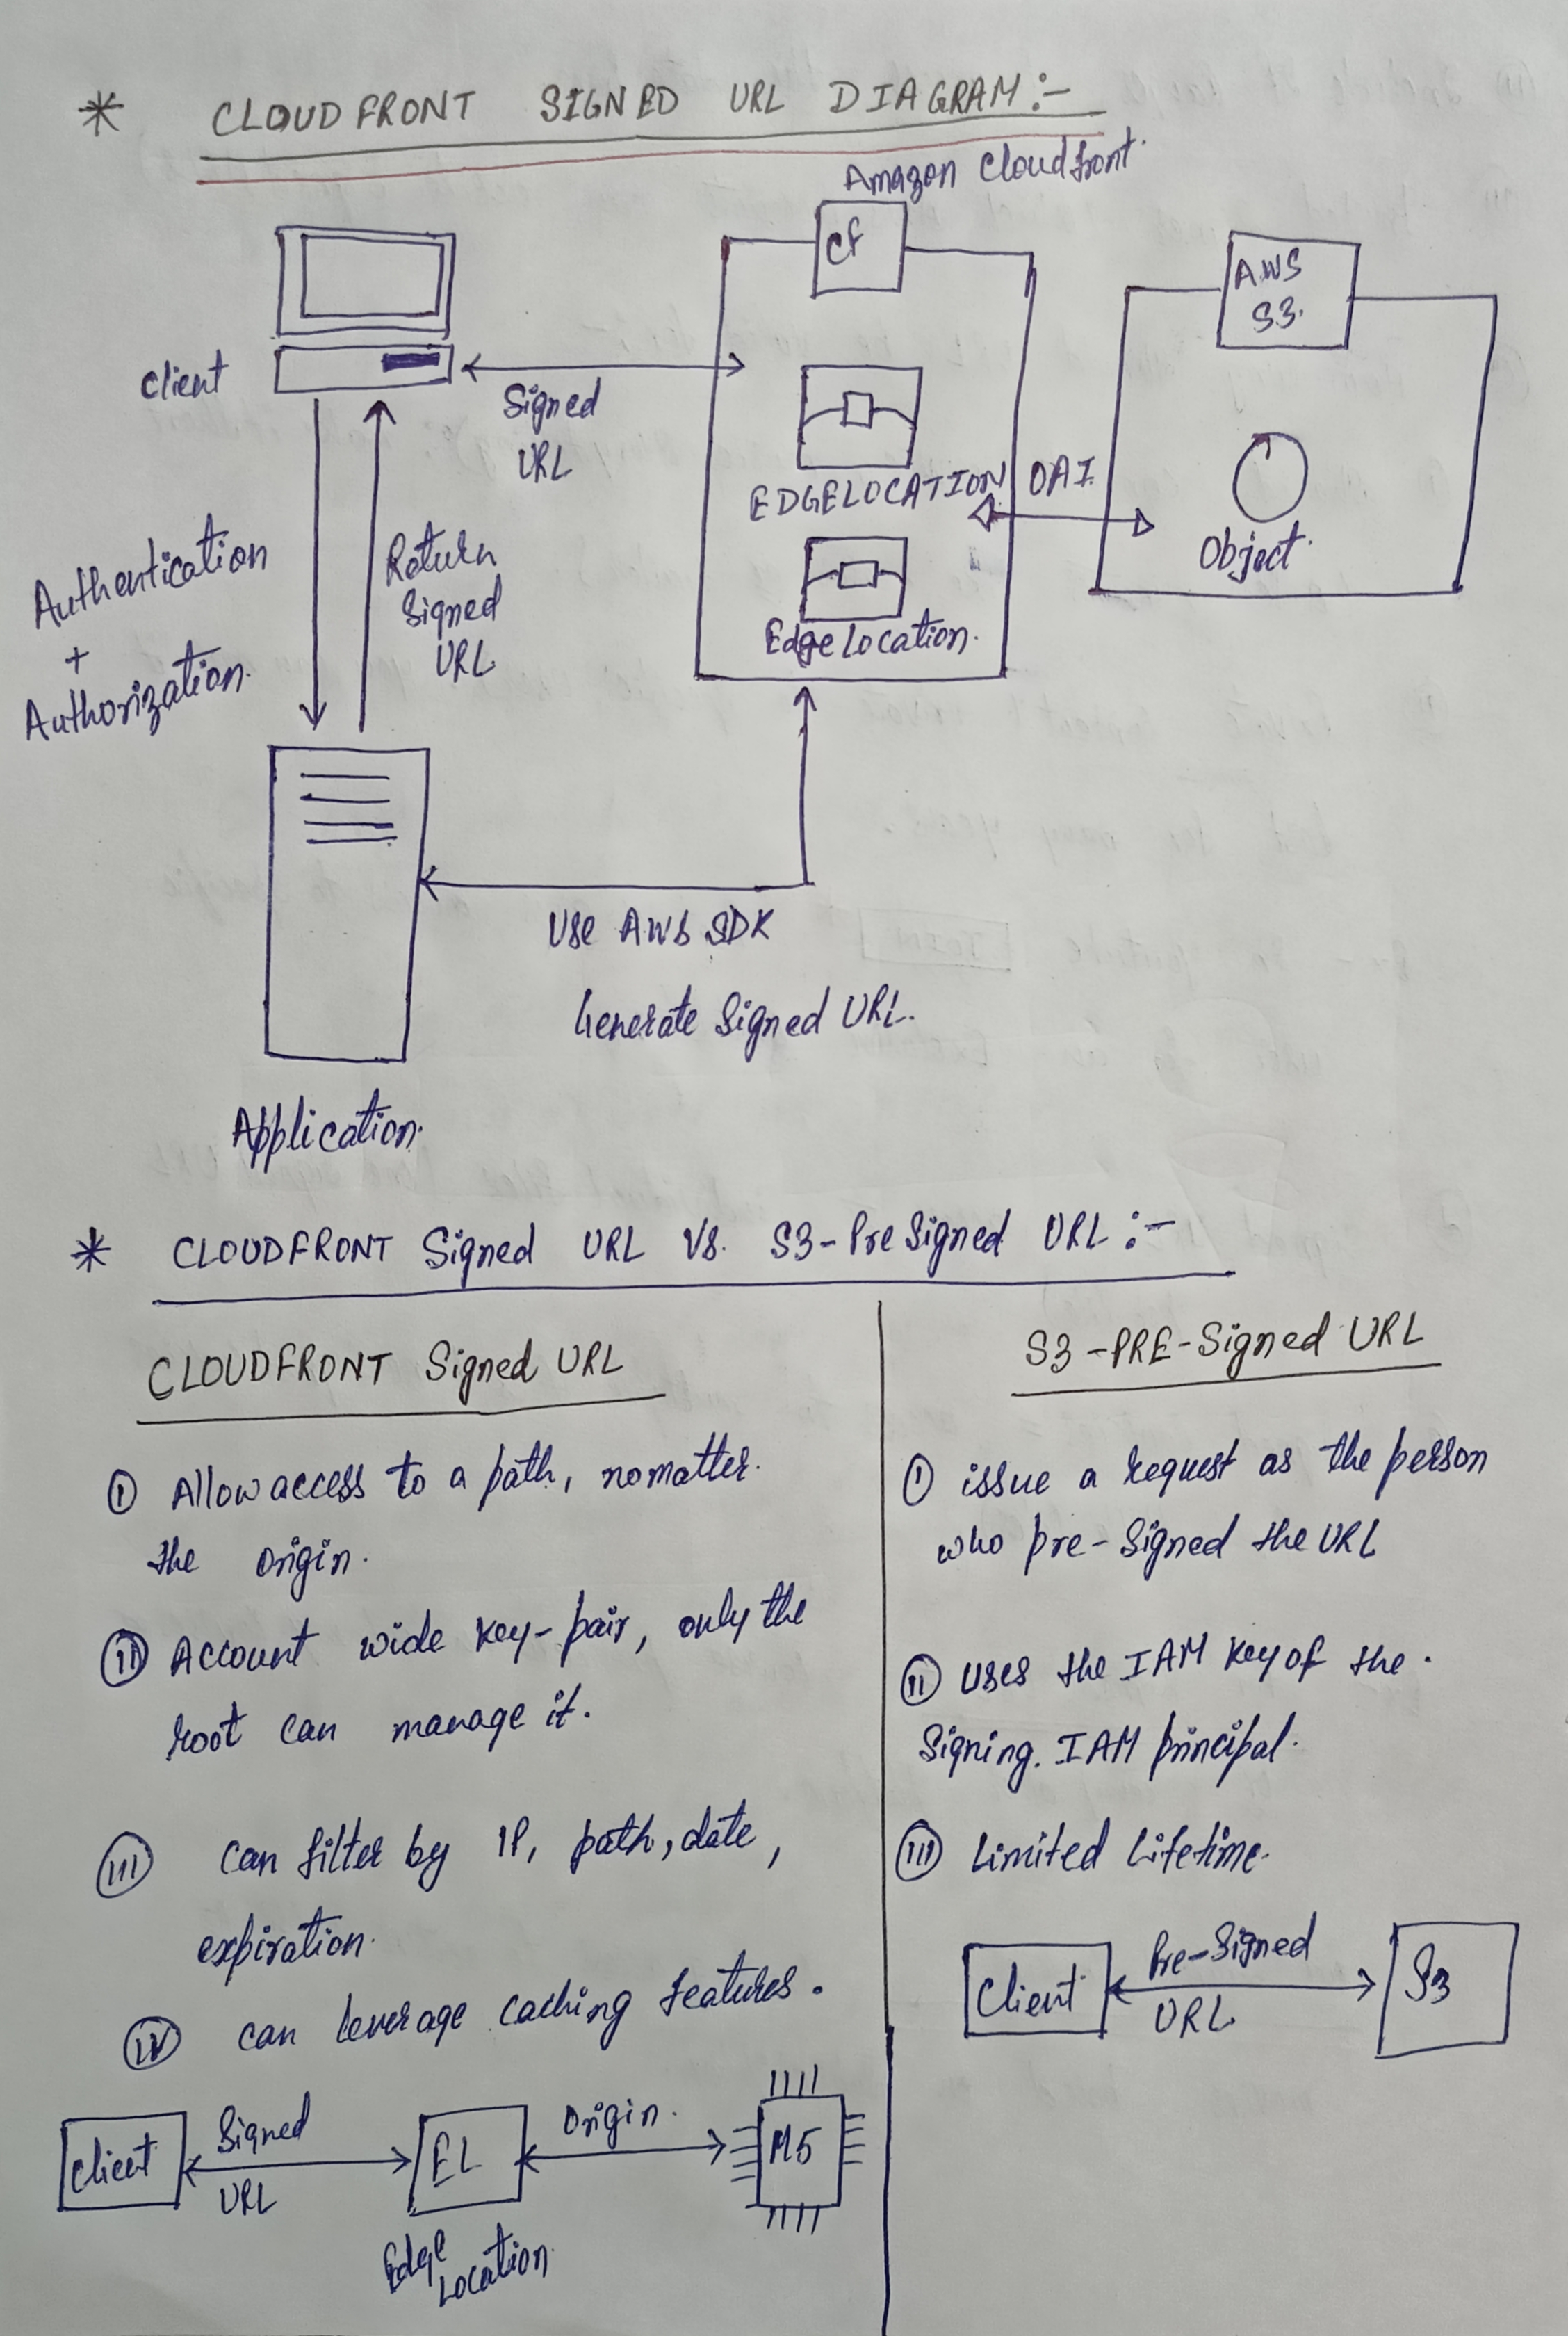 * CLOUDFRONT SIGNED URL DIAGRAM:-
Amazon Cloudfront.
Cf
AWS
S3.
Client
Signed
URL
EDGELOCATION
OAI.
Object.
Edge location.
Authentication
+
Authorization.
Return
Signed
URL
Use AWS SDK
Generate Signed URL.
Application.
* CLOUDFRONT Signed URL VS. S3-Pre Signed URL:-
CLOUDFRONT Signed URL
(i) Allow access to a path, no matter.
the origin.
(ii) Account wide key-pair, only the
root can manage it.
(iii) can filter by IP, path, date,
expiration.
(iv) can leverage caching features.
Client
Signed
URL
EL
Edge
Location.
Origin.
M5
S3-PRE-Signed URL
(i) issue a request as the person
who pre-Signed the URL
(ii) uses the IAM key of the.
Signing. IAM principal.
(iii) Limited Lifetime.
Client
Pre-Signed
URL
S3